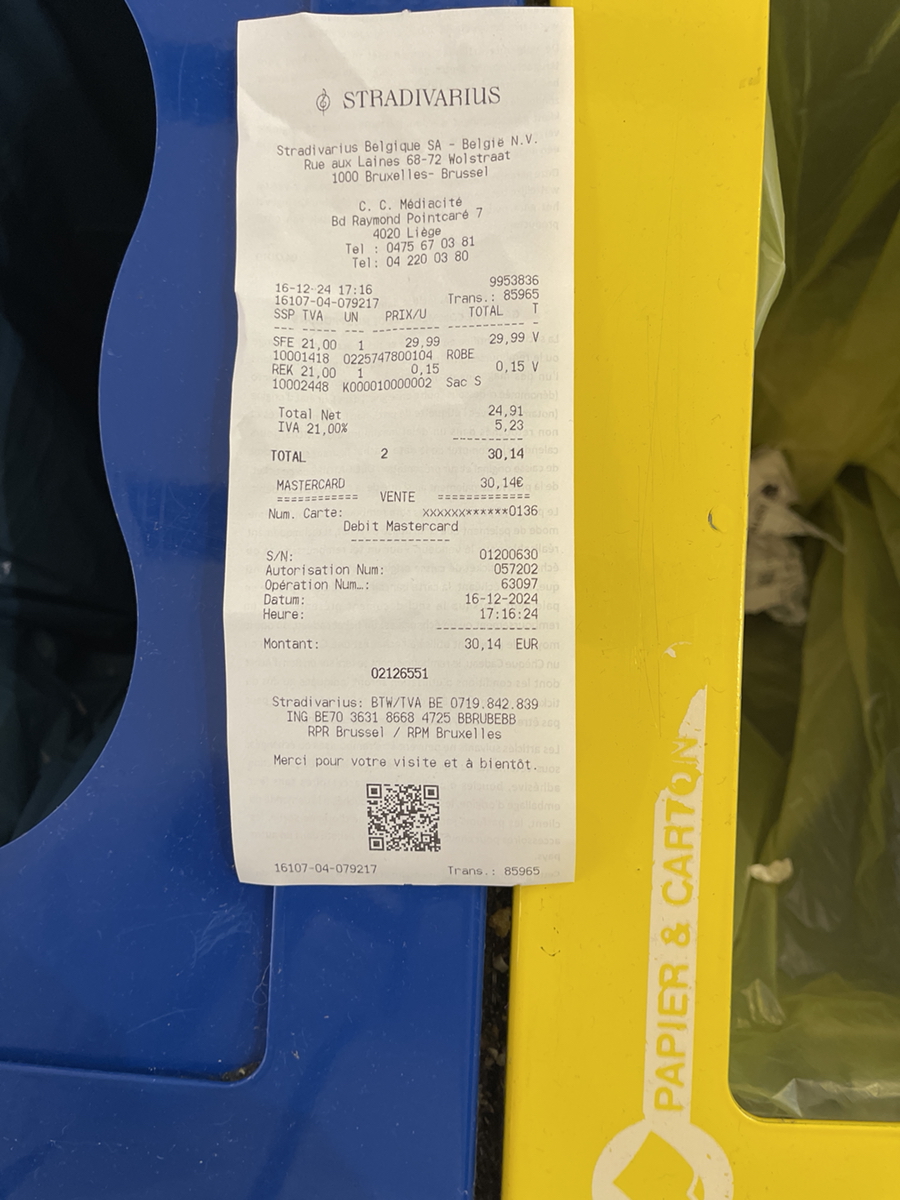 STRADIVARIUS
Stradivarius Belgique SA - België N.V.
Rue aux Laines 68-72 Wolstraat
1000 Bruxelles- Brussel
C. C. Médiacité
Bd Raymond Pointcaré 7
4020 Liège
Tel : 0475 67 03 81
Tel: 04 220 03 80
16-12-24 17:16 9953836
16107-04-079217 Trans.: 85965
SSP TVA UN PRIX/U TOTAL T
--- ----- --- ---------- ----------- -
SFE 21,00 1 29,99 29,99 V
10001418 0225747800104 ROBE
REK 21,00 1 0,15 0,15 V
10002448 K000010000002 Sac S
Total Net 24,91
IVA 21,00% 5,23
----------
TOTAL 2 30,14
MASTERCARD 30,14€
============ VENTE =============
Num. Carte: XXXXXX******0136
Debit Mastercard
--------------
S/N: 01200630
Autorisation Num: 057202
Opération Num…: 63097
Datum: 16-12-2024
Heure: 17:16:24
--------------
Montant: 30,14 EUR
02126551
Stradivarius: BTW/TVA BE 0719.842.839
ING BE70 3631 8668 4725 BBRUBEBB
RPR Brussel / RPM Bruxelles
Merci pour votre visite et à bientôt.
16107-04-079217 Trans.: 85965
PAPIER & CARTON